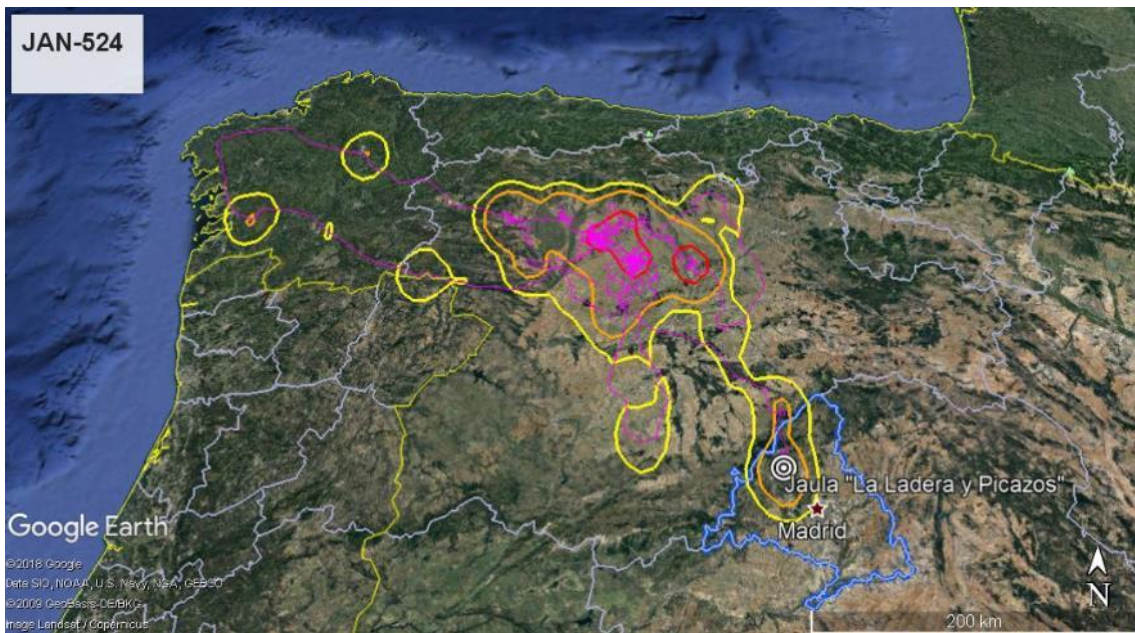 JAN-524
Jaula "La Ladera y Picazos"
Madrid
Google Earth
©2018 Google
Data SIO, NOAA, U.S. Navy, NGA, GEBCO
©2009 GeoBasis-DE/BKG
Image Landsat / Copernicus
N
200 km